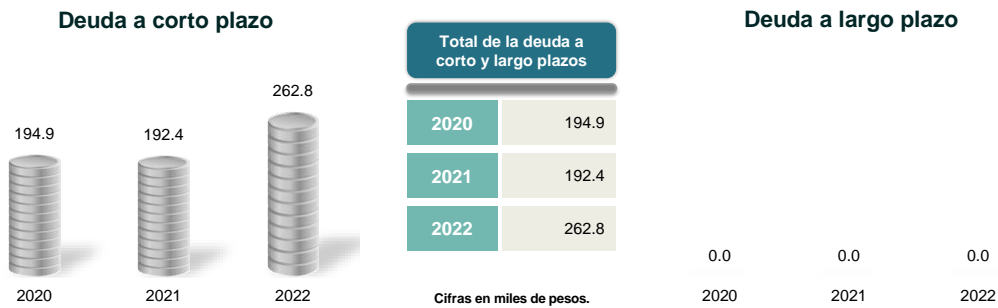 Deuda a corto plazo
262.8
194.9
192.4
2020
2021
2022
Total de la deuda a
corto y largo plazos
2020 194.9
2021 192.4
2022 262.8
Cifras en miles de pesos.
Deuda a largo plazo
0.0 0.0 0.0
2020 2021 2022